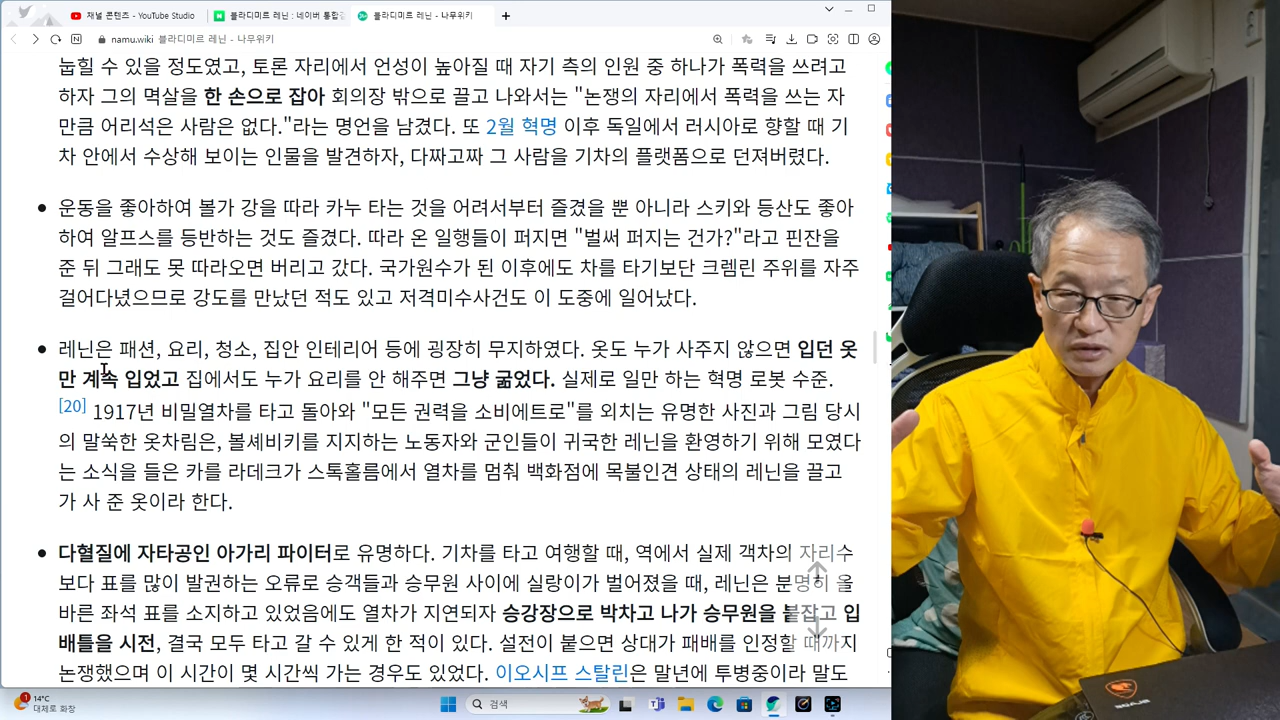 채널 콘텐츠 - YouTube Studio
블라디미르 레닌 : 네이버 통합검
블라디미르 레닌 - 나무위키
namu.wiki 블라디미르 레닌 - 나무위키
눕힐 수 있을 정도였고, 토론 자리에서 언성이 높아질 때 자기 측의 인원 중 하나가 폭력을 쓰려고
하자 그의 멱살을 한 손으로 잡아 회의장 밖으로 끌고 나와서는 "논쟁의 자리에서 폭력을 쓰는 자
만큼 어리석은 사람은 없다."라는 명언을 남겼다. 또 2월 혁명 이후 독일에서 러시아로 향할 때 기
차 안에서 수상해 보이는 인물을 발견하자, 다짜고짜 그 사람을 기차의 플랫폼으로 던져버렸다.
운동을 좋아하여 볼가 강을 따라 카누 타는 것을 어려서부터 즐겼을 뿐 아니라 스키와 등산도 좋아
하여 알프스를 등반하는 것도 즐겼다. 따라 온 일행들이 퍼지면 "벌써 퍼지는 건가?"라고 핀잔을
준 뒤 그래도 못 따라오면 버리고 갔다. 국가원수가 된 이후에도 차를 타기보단 크렘린 주위를 자주
걸어다녔으므로 강도를 만났던 적도 있고 저격미수사건도 이 도중에 일어났다.
레닌은 패션, 요리, 청소, 집안 인테리어 등에 굉장히 무지하였다. 옷도 누가 사주지 않으면 입던 옷
만 계속 입었고 집에서도 누가 요리를 안 해주면 그냥 굶었다. 실제로 일만 하는 혁명 로봇 수준.
[20] 1917년 비밀열차를 타고 돌아와 "모든 권력을 소비에트로"를 외치는 유명한 사진과 그림 당시
의 말쑥한 옷차림은, 볼셰비키를 지지하는 노동자와 군인들이 귀국한 레닌을 환영하기 위해 모였다
는 소식을 들은 카를 라데크가 스톡홀름에서 열차를 멈춰 백화점에 목불인견 상태의 레닌을 끌고
가 사 준 옷이라 한다.
다혈질에 자타공인 아가리 파이터로 유명하다. 기차를 타고 여행할 때, 역에서 실제 객차의 자리수
보다 표를 많이 발권하는 오류로 승객들과 승무원 사이에 실랑이가 벌어졌을 때, 레닌은 분명히 올
바른 좌석 표를 소지하고 있었음에도 열차가 지연되자 승강장으로 박차고 나가 승무원을 붙잡고 입
배틀을 시전, 결국 모두 타고 갈 수 있게 한 적이 있다. 설전이 붙으면 상대가 패배를 인정할 때까지
논쟁했으며 이 시간이 몇 시간씩 가는 경우도 있었다. 이오시프 스탈린은 말년에 투병중이라 말도
1
14°C
대체로 화창
검색